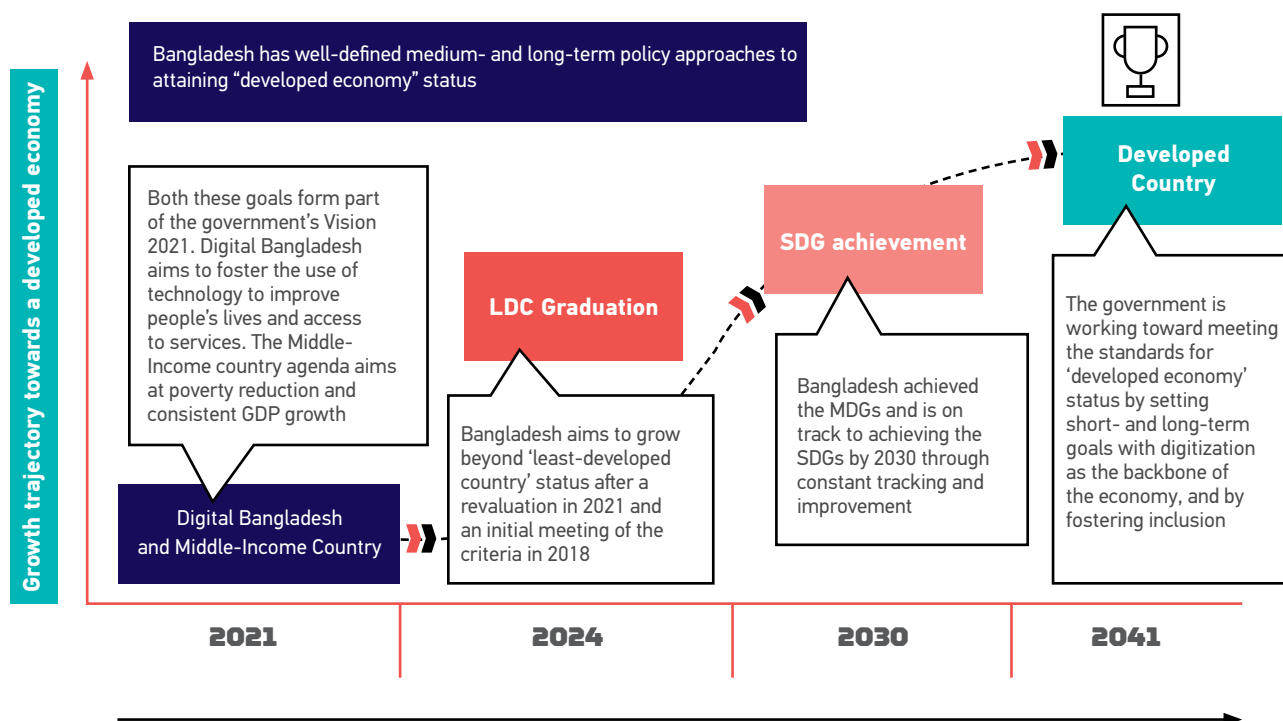 Growth trajectory towards a developed economy
Bangladesh has well-defined medium- and long-term policy approaches to
attaining “developed economy” status
Both these goals form part
of the government’s Vision
2021. Digital Bangladesh
aims to foster the use of
technology to improve
people’s lives and access
to services. The Middle-
Income country agenda aims
at poverty reduction and
consistent GDP growth
Digital Bangladesh
and Middle-Income Country
LDC Graduation
Bangladesh aims to grow
beyond ‘least-developed
country’ status after a
revaluation in 2021 and
an initial meeting of the
criteria in 2018
SDG achievement
Bangladesh achieved
the MDGs and is on
track to achieving the
SDGs by 2030 through
constant tracking and
improvement
Developed
Country
The government is
working toward meeting
the standards for
‘developed economy’
status by setting
short- and long-term
goals with digitization
as the backbone of
the economy, and by
fostering inclusion
2021
2024
2030
2041